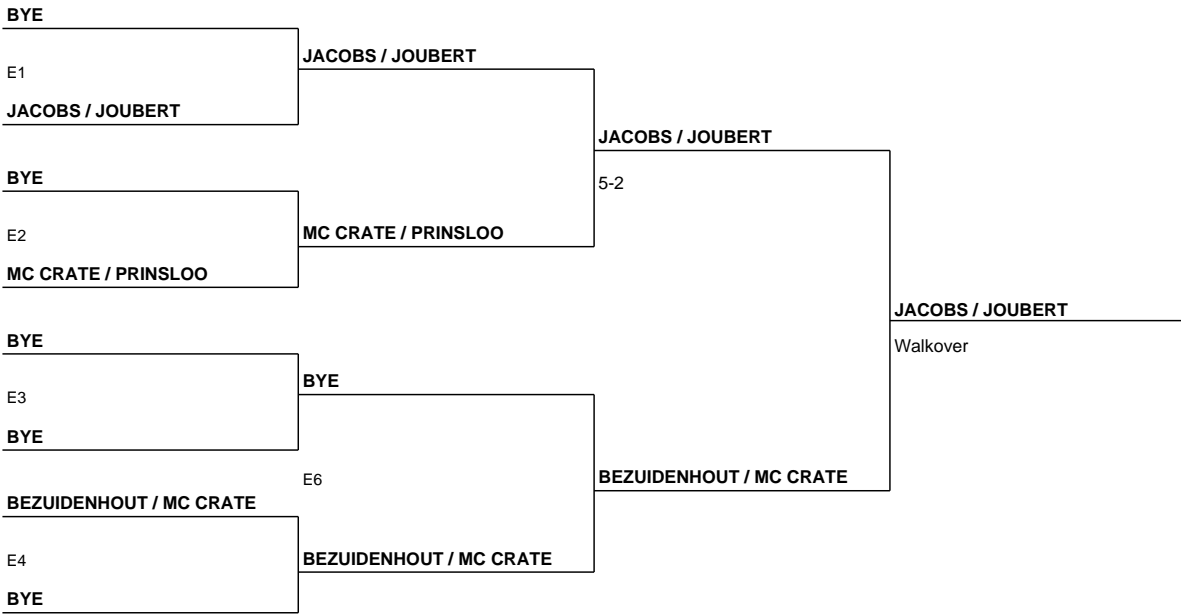 BYE
E1
JACOBS / JOUBERT
BYE
E2
MC CRATE / PRINSLOO
BYE
E3
BYE
BEZUIDENHOUT / MC CRATE
E4
BYE
JACOBS / JOUBERT
MC CRATE / PRINSLOO
BYE
E6
BEZUIDENHOUT / MC CRATE
JACOBS / JOUBERT
5-2
BEZUIDENHOUT / MC CRATE
JACOBS / JOUBERT
Walkover